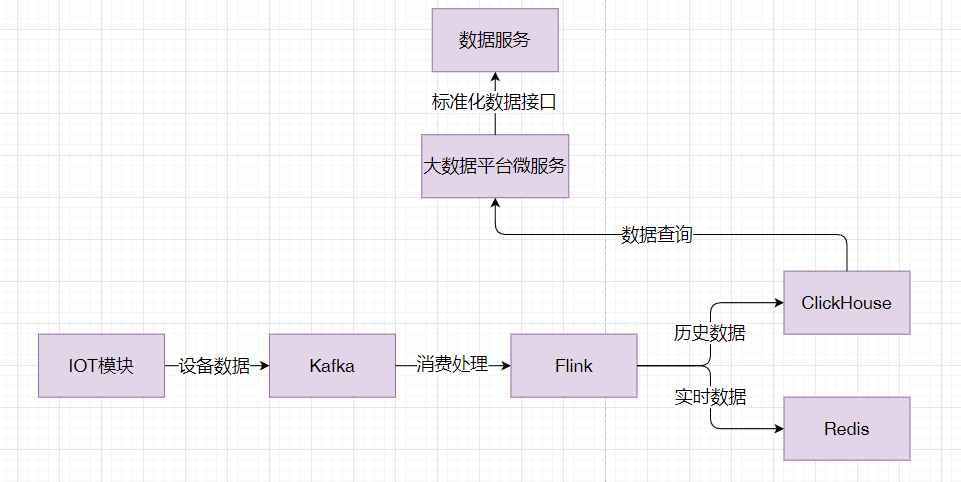 数据服务
标准化数据接口
大数据平台微服务
数据查询
ClickHouse
历史数据
IOT模块
设备数据
Kafka
消费处理
Flink
实时数据
Redis